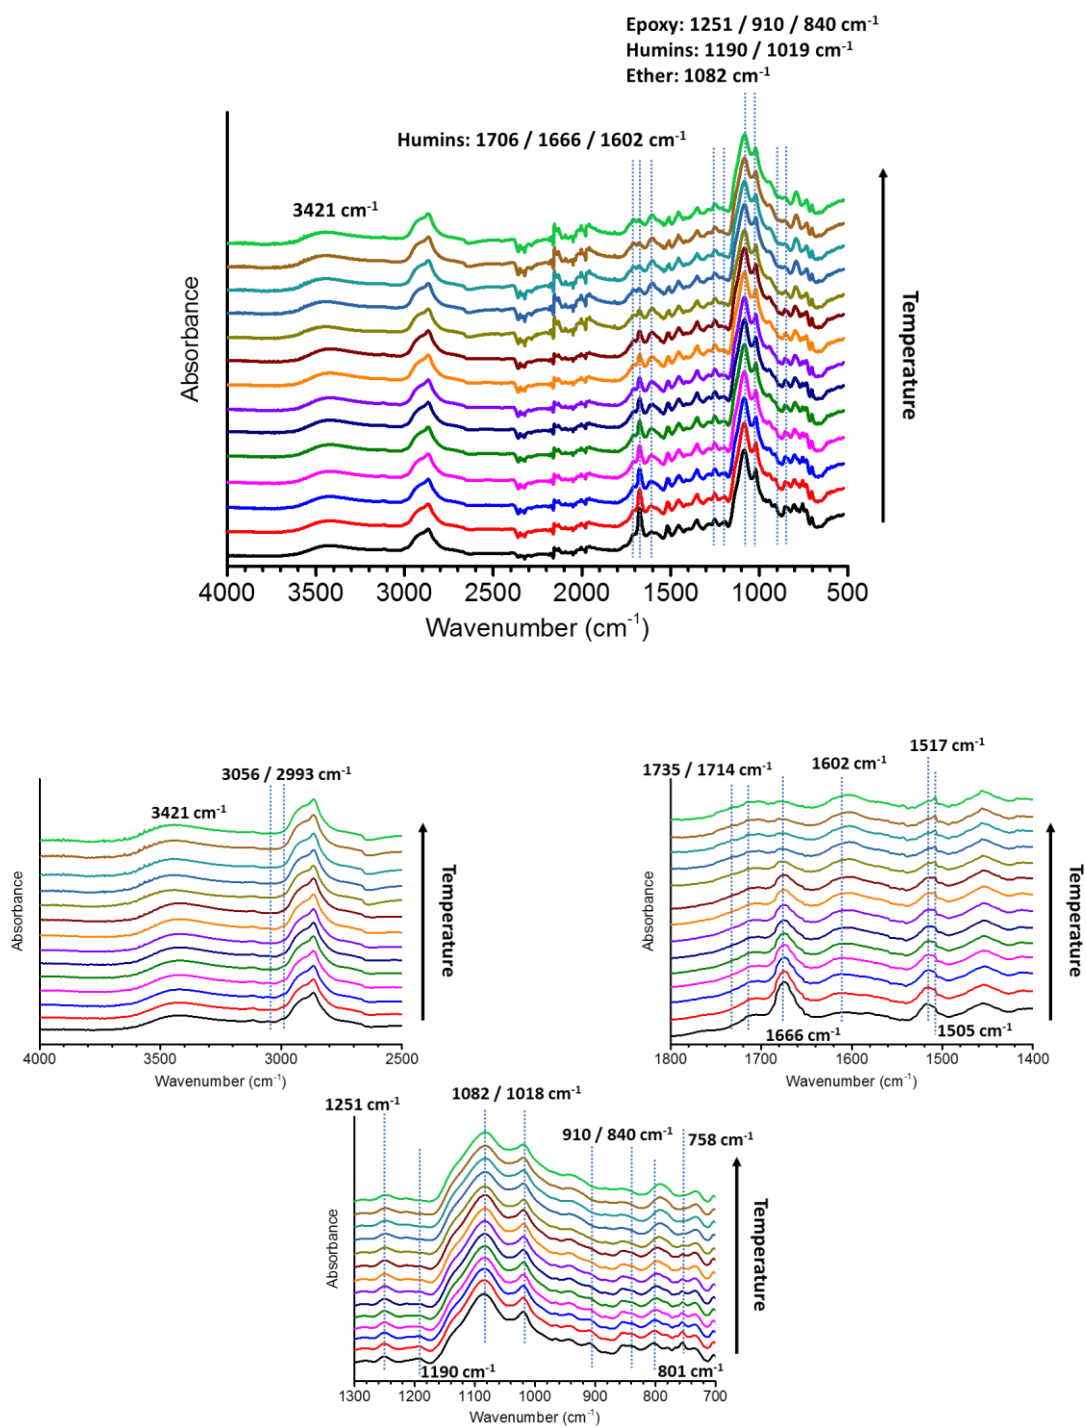 Epoxy: 1251 / 910 / 840 cm⁻¹
Humins: 1190 / 1019 cm⁻¹
Ether: 1082 cm⁻¹
Humins: 1706 / 1666 / 1602 cm⁻¹
3421 cm⁻¹
Absorbance
Temperature
4000 3500 3000 2500 2000 1500 1000 500
Wavenumber (cm⁻¹)
3056 / 2993 cm⁻¹
3421 cm⁻¹
Absorbance
Temperature
4000 3500 3000 2500
Wavenumber (cm⁻¹)
1517 cm⁻¹
1735 / 1714 cm⁻¹
1602 cm⁻¹
Absorbance
Temperature
1666 cm⁻¹
1505 cm⁻¹
1800 1700 1600 1500 1400
Wavenumber (cm⁻¹)
1251 cm⁻¹
1082 / 1018 cm⁻¹
910 / 840 cm⁻¹
758 cm⁻¹
Absorbance
Temperature
1190 cm⁻¹
801 cm⁻¹
1300 1200 1100 1000 900 800 700
Wavenumber (cm⁻¹)